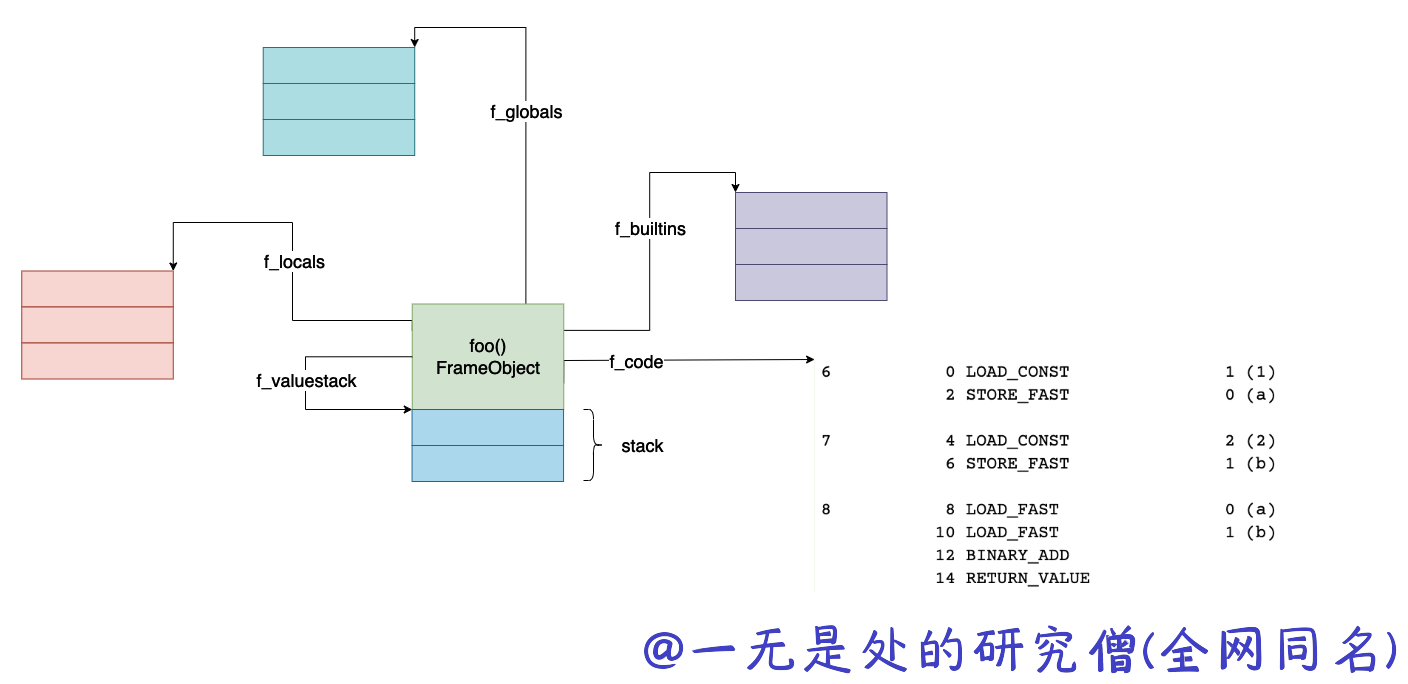 f_globals
f_builtins
f_locals
foo()
FrameObject
f_code
f_valuestack
stack
6 0 LOAD_CONST 1 (1)
2 STORE_FAST 0 (a)
7 4 LOAD_CONST 2 (2)
6 STORE_FAST 1 (b)
8 8 LOAD_FAST 0 (a)
10 LOAD_FAST 1 (b)
12 BINARY_ADD
14 RETURN_VALUE
@一无是处的研究僧(全网同名)